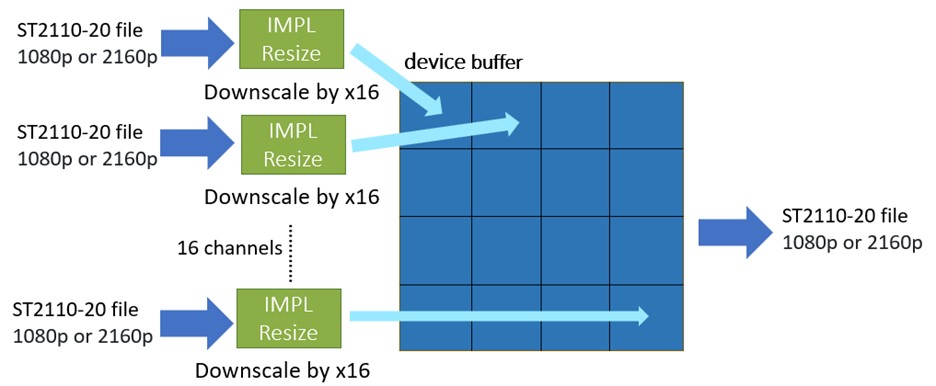 ST2110-20 file
1080p or 2160p
IMPL
Resize
Downscale by x16
device buffer
ST2110-20 file
1080p or 2160p
IMPL
Resize
Downscale by x16
16 channels
ST2110-20 file
1080p or 2160p
IMPL
Resize
Downscale by x16
ST2110-20 file
1080p or 2160p